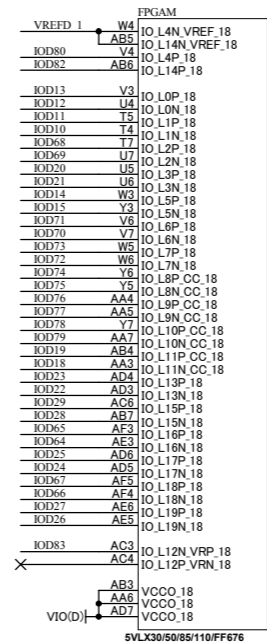 FPGAM
VREFD_1 W4 IO_L4N_VREF_18
AB5 IO_L14N_VREF_18
IOD80 V4 IO_L4P_18
IOD82 AB6 IO_L14P_18
IOD13 V3 IO_L0P_18
IOD12 U4 IO_L0N_18
IOD11 T5 IO_L1P_18
IOD10 T4 IO_L1N_18
IOD68 T7 IO_L2P_18
IOD69 U7 IO_L2N_18
IOD20 U5 IO_L3P_18
IOD21 U6 IO_L3N_18
IOD14 W3 IO_L5P_18
IOD15 Y3 IO_L5N_18
IOD71 V6 IO_L6P_18
IOD70 V7 IO_L6N_18
IOD73 W5 IO_L7P_18
IOD72 W6 IO_L7N_18
IOD74 Y6 IO_L8P_CC_18
IOD75 Y5 IO_L8N_CC_18
IOD76 AA4 IO_L9P_CC_18
IOD77 AA5 IO_L9N_CC_18
IOD78 Y7 IO_L10P_CC_18
IOD79 AA7 IO_L10N_CC_18
IOD19 AB4 IO_L11P_CC_18
IOD18 AA3 IO_L11N_CC_18
IOD23 AD4 IO_L13P_18
IOD22 AD3 IO_L13N_18
IOD29 AC6 IO_L15P_18
IOD28 AB7 IO_L15N_18
IOD65 AF3 IO_L16P_18
IOD64 AE3 IO_L16N_18
IOD25 AD6 IO_L17P_18
IOD24 AD5 IO_L17N_18
IOD67 AF5 IO_L18P_18
IOD66 AF4 IO_L18N_18
IOD27 AE6 IO_L19P_18
IOD26 AE5 IO_L19N_18
IOD83 AC3 IO_L12N_VRP_18
AC4 IO_L12P_VRN_18
AB3 VCCO_18
AA6 VCCO_18
VIO(D) AD7 VCCO_18
5VLX30/50/85/110/FF676